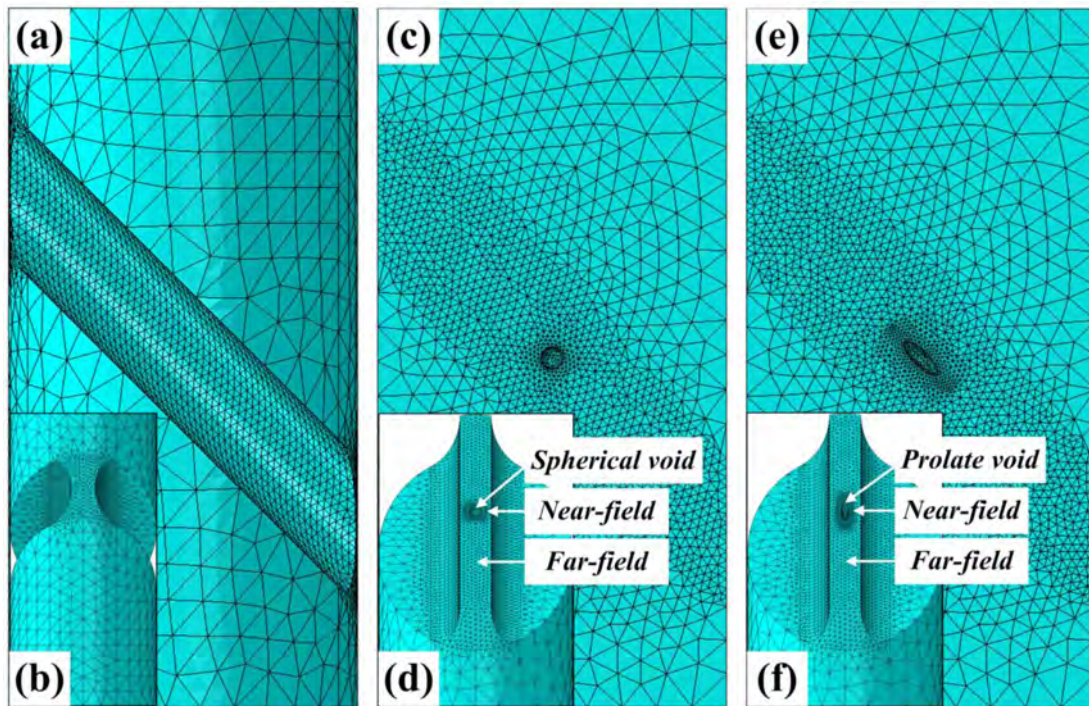 (a)
(b)
(c)
Spherical void
Near-field
Far-field
(d)
(e)
Prolate void
Near-field
Far-field
(f)